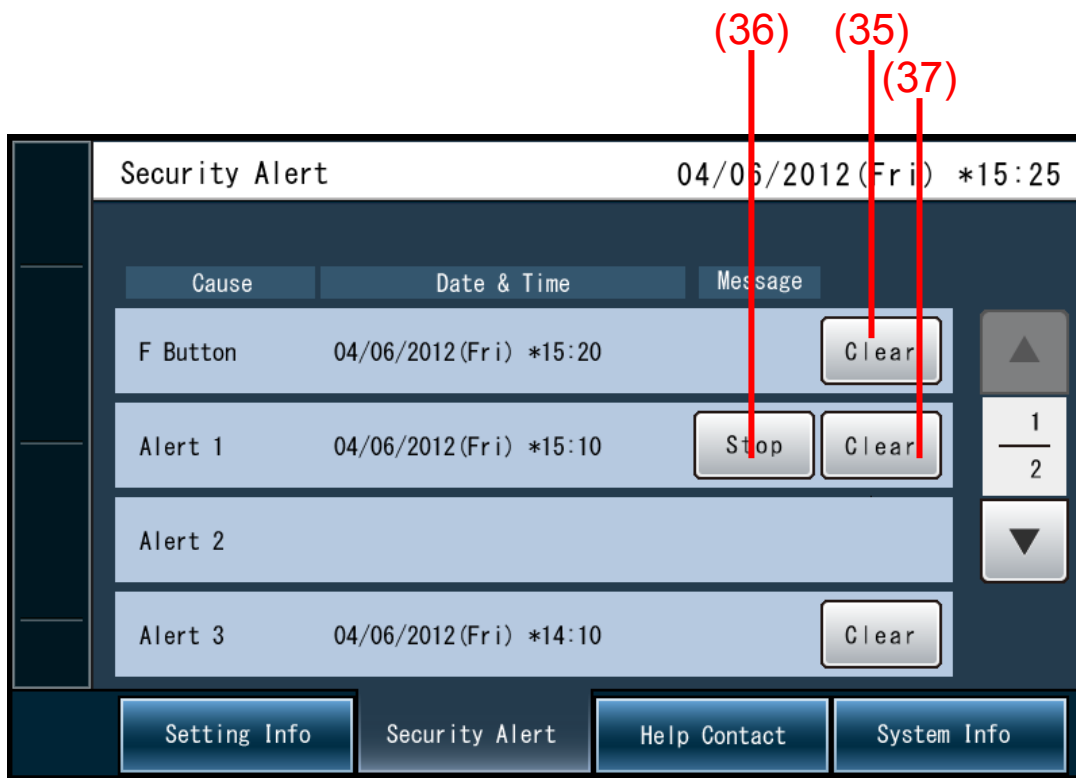 (36) (35)
(37)
Security Alert 04/06/2012(Fri) *15:25
Cause Date & Time Message
F Button 04/06/2012(Fri) *15:20 Clear
Alert 1 04/06/2012(Fri) *15:10 Stop Clear
1
2
Alert 2
Alert 3 04/06/2012(Fri) *14:10 Clear
Setting Info Security Alert Help Contact System Info